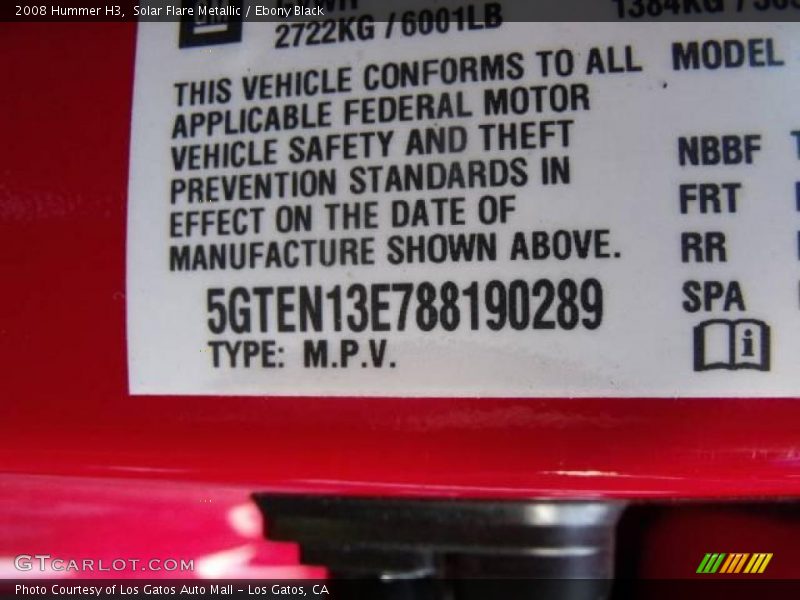 2008 Hummer H3, Solar Flare Metallic / Ebony Black
GM
2722KG / 6001LB
THIS VEHICLE CONFORMS TO ALL MODEL
APPLICABLE FEDERAL MOTOR
VEHICLE SAFETY AND THEFT NBBF
PREVENTION STANDARDS IN FRT
EFFECT ON THE DATE OF
MANUFACTURE SHOWN ABOVE. RR
5GTEN13E788190289 SPA
TYPE: M.P.V.
GTCARLOT.COM
Photo Courtesy of Los Gatos Auto Mall - Los Gatos, CA